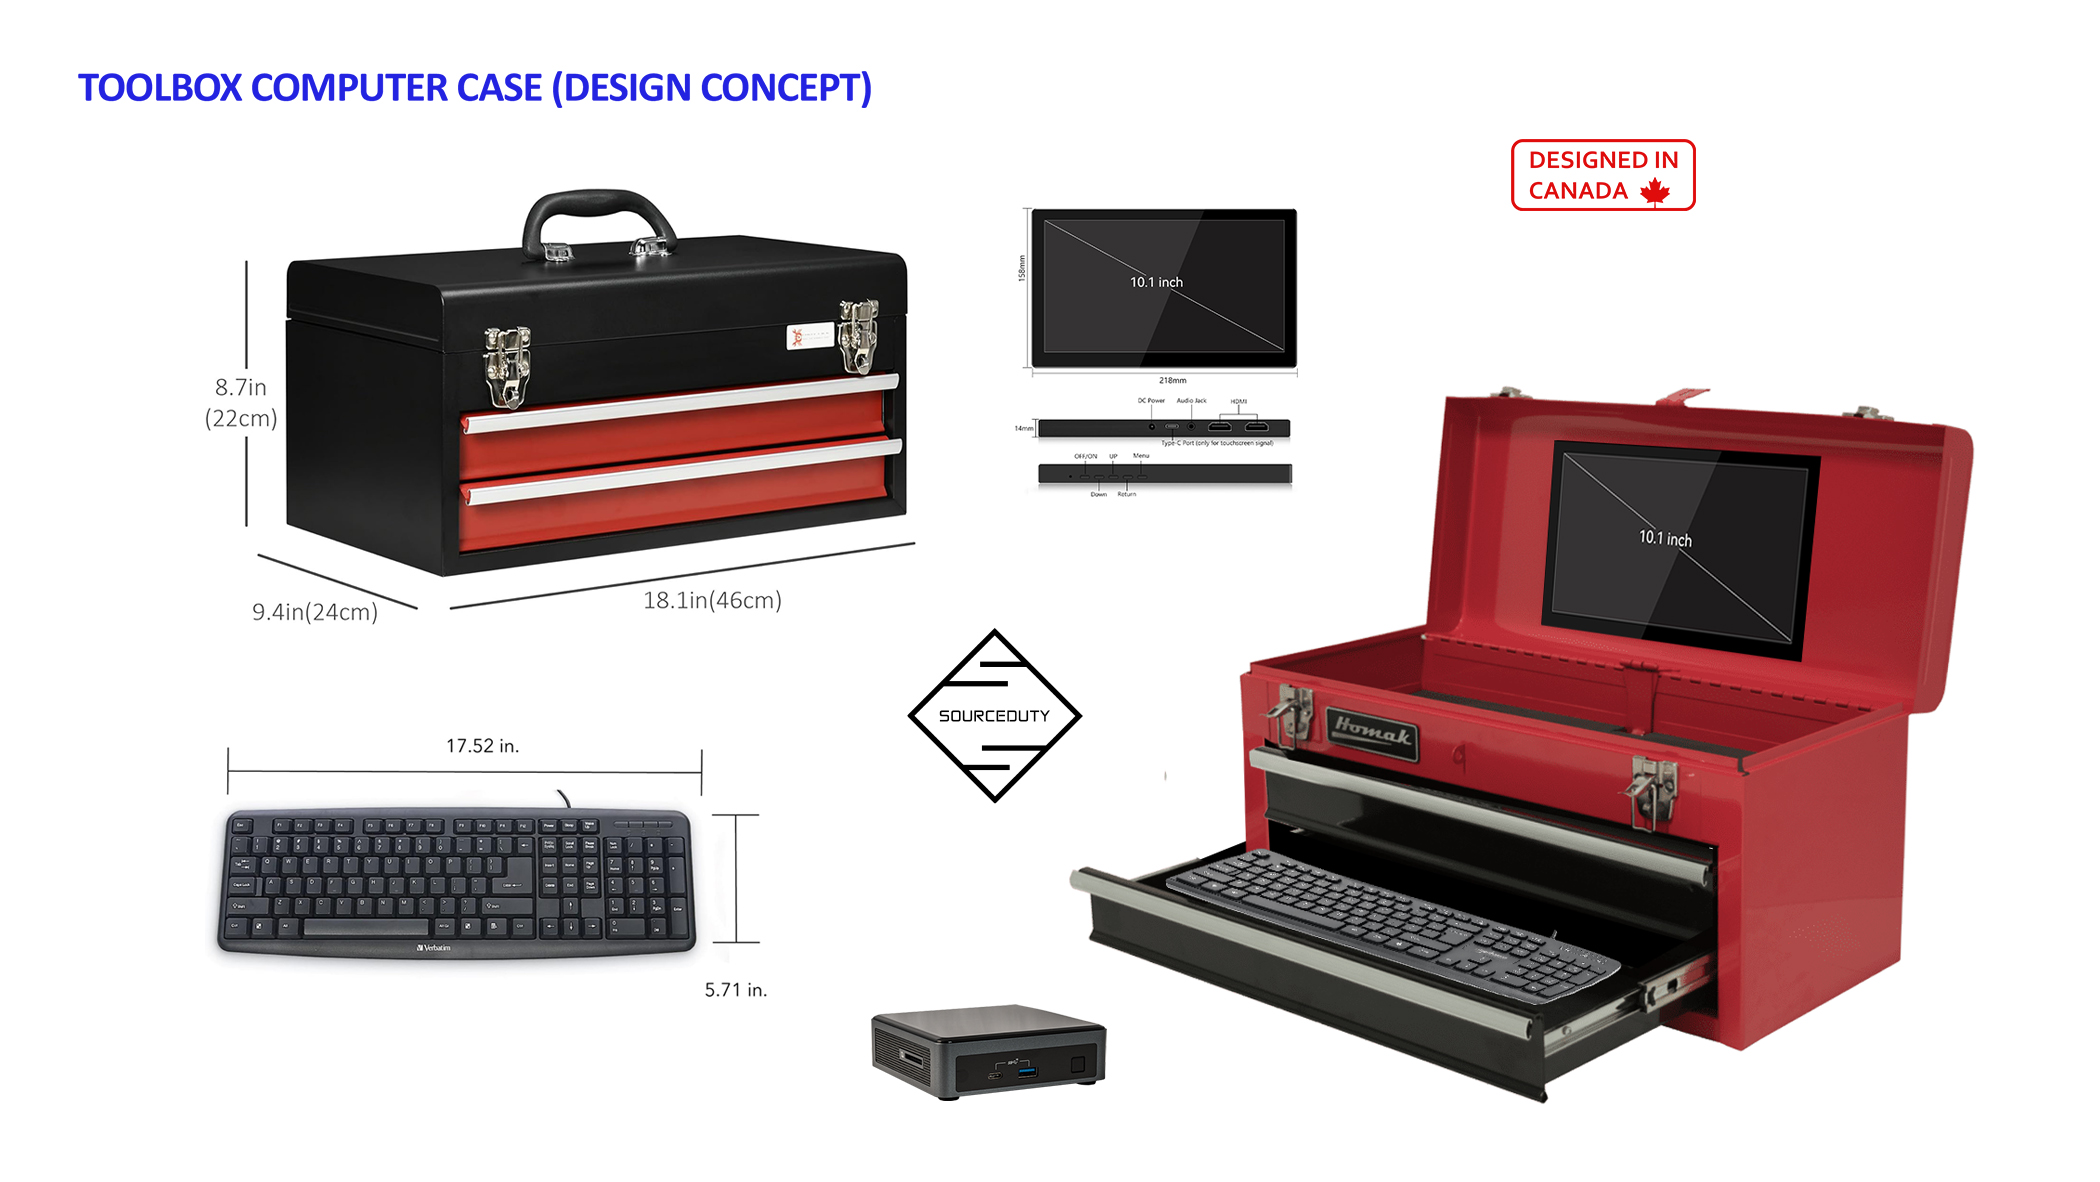 TOOLBOX COMPUTER CASE (DESIGN CONCEPT)
DESIGNED IN
CANADA
8.7in
(22cm)
9.4in(24cm)
18.1in(46cm)
158mm
10.1 inch
218mm
DC Power
Audio Jack
HDMI
14mm
Type-C Port (only for touchscreen signal)
OFF/ON
UP
Menu
Down
Return
10.1 inch
Homak
SOURCEDUTY
17.52 in.
5.71 in.
Verbatim